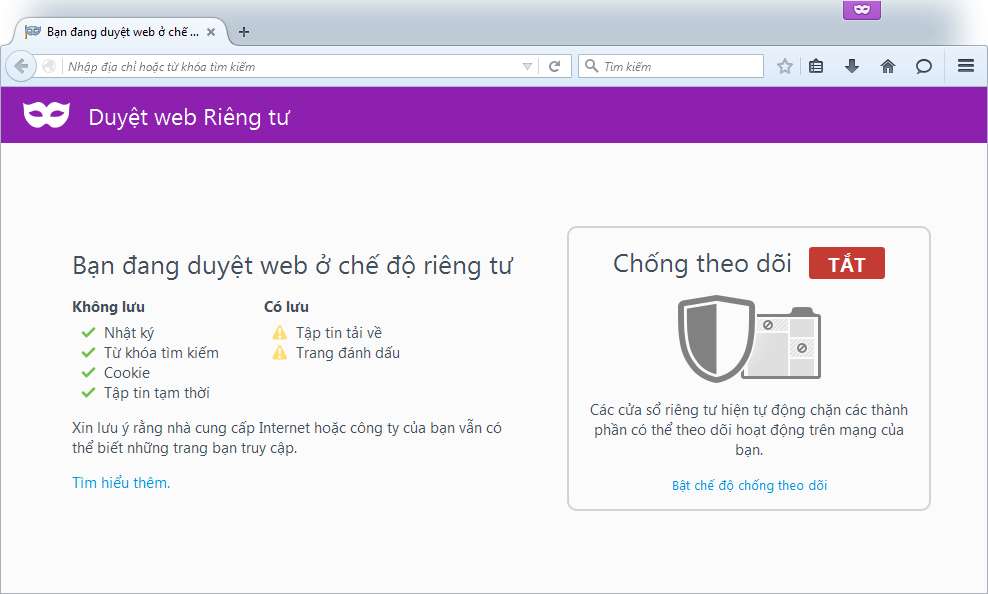 Bạn đang duyệt web ở chế ...
Nhập địa chỉ hoặc từ khóa tìm kiếm
Tìm kiếm
Duyệt web Riêng tư
Bạn đang duyệt web ở chế độ riêng tư
Không lưu
Nhật ký
Từ khóa tìm kiếm
Cookie
Tập tin tạm thời
Có lưu
Tập tin tải về
Trang đánh dấu
Xin lưu ý rằng nhà cung cấp Internet hoặc công ty của bạn vẫn có
thể biết những trang bạn truy cập.
Tìm hiểu thêm.
Chống theo dõi
TẮT
Các cửa sổ riêng tư hiện tự động chặn các thành
phần có thể theo dõi hoạt động trên mạng của
bạn.
Bật chế độ chống theo dõi